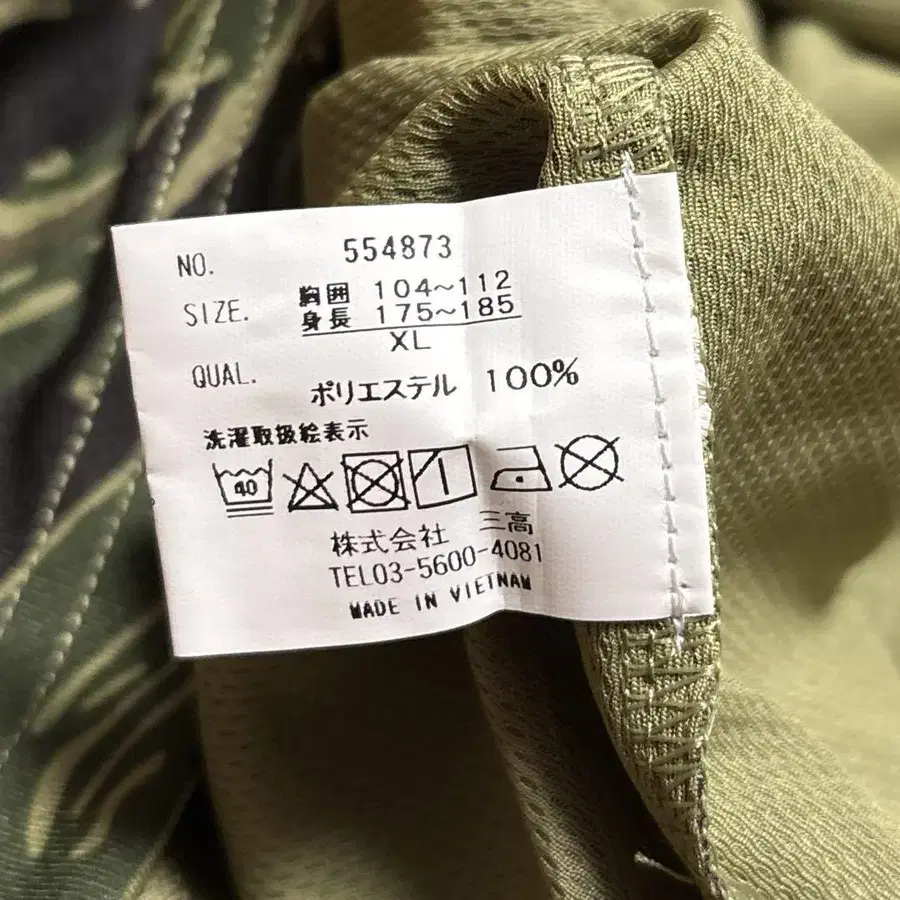 NO. 554873
SIZE. 胸囲 104~112
身長 175~185
XL
QUAL. ポリエステル 100%
洗濯取扱絵表示
40
株式会社 三高
TEL03-5600-4081
MADE IN VIETNAM